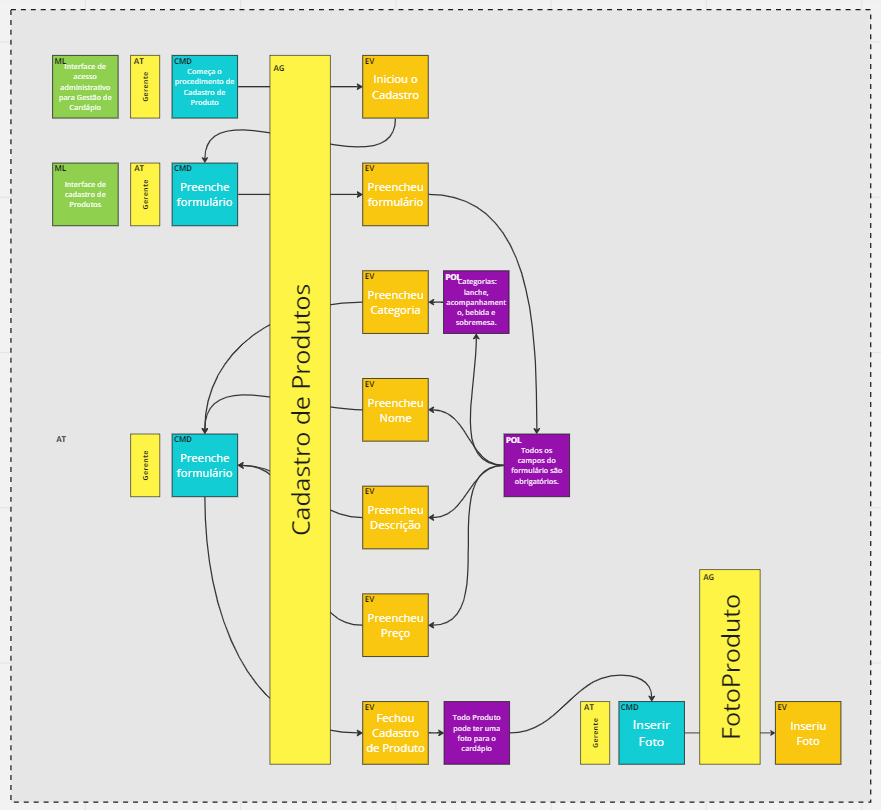 ML
Interface de
acesso
administrativo
para Gestão de
Cardápio
AT
Gerente
CMD
Começa o
procedimento de
Cadastro de
Produto
AG
Cadastro de Produtos
EV
Iniciou o
Cadastro
ML
Interface de
cadastro de
Produtos
AT
Gerente
CMD
Preenche
formulário
EV
Preencheu
formulário
EV
Preencheu
Categoria
POL
Categorias:
lanche,
acompanhament
o, bebida e
sobremesa.
EV
Preencheu
Nome
AT
Gerente
CMD
Preenche
formulário
POL
Todos os
campos do
formulário são
obrigatórios.
EV
Preencheu
Descrição
EV
Preencheu
Preço
EV
Fechou
Cadastro
de Produto
Todo Produto
pode ter uma
foto para o
cardápio
AT
Gerente
CMD
Inserir
Foto
AG
FotoProduto
EV
Inseriu
Foto